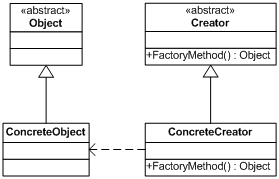 «abstract»
Object
«abstract»
Creator
+FactoryMethod() : Object
ConcreteObject
ConcreteCreator
+FactoryMethod() : Object